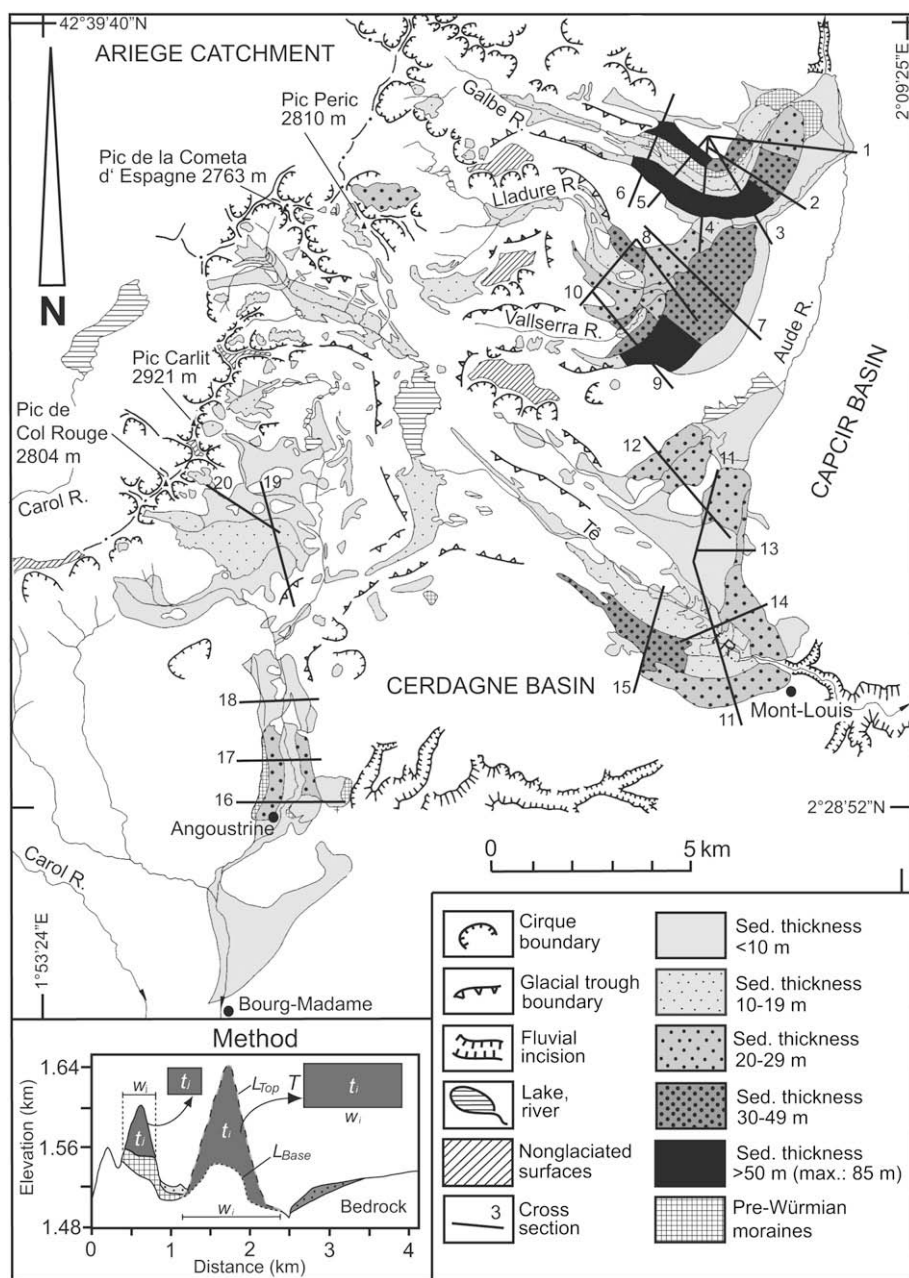 42°39'40"N
ARIEGE CATCHMENT
2°09'25"E
Pic Peric
2810 m
Galbe R.
Pic de la Cometa
d' Espagne 2763 m
1
6
5
Lladure R.
2
4
3
8
N
10
Vallserra R.
7
Aude R.
Pic Carlit
2921 m
9
Pic de
Col Rouge
2804 m
CAPCIR BASIN
12
11
20
19
Carol R.
Têt
13
14
R.
CERDAGNE BASIN
15
11
Mont-Louis
18
17
16
2°28'52"N
Angoustrine
0 5 km
Carol R.
1°53'24"E
Bourg-Madame
Cirque
boundary
Glacial trough
boundary
Fluvial
incision
Lake,
river
Nonglaciated
surfaces
3
Cross
section
Sed. thickness
<10 m
Sed. thickness
10-19 m
Sed. thickness
20-29 m
Sed. thickness
30-49 m
Sed. thickness
>50 m (max.: 85 m)
Pre-Würmian
moraines
Method
Elevation (km)
1.64
1.56
1.48
wi
ti
ti
LTop
T
ti
ti
wi
LBase
wi
Bedrock
0 1 2 3 4
Distance (km)